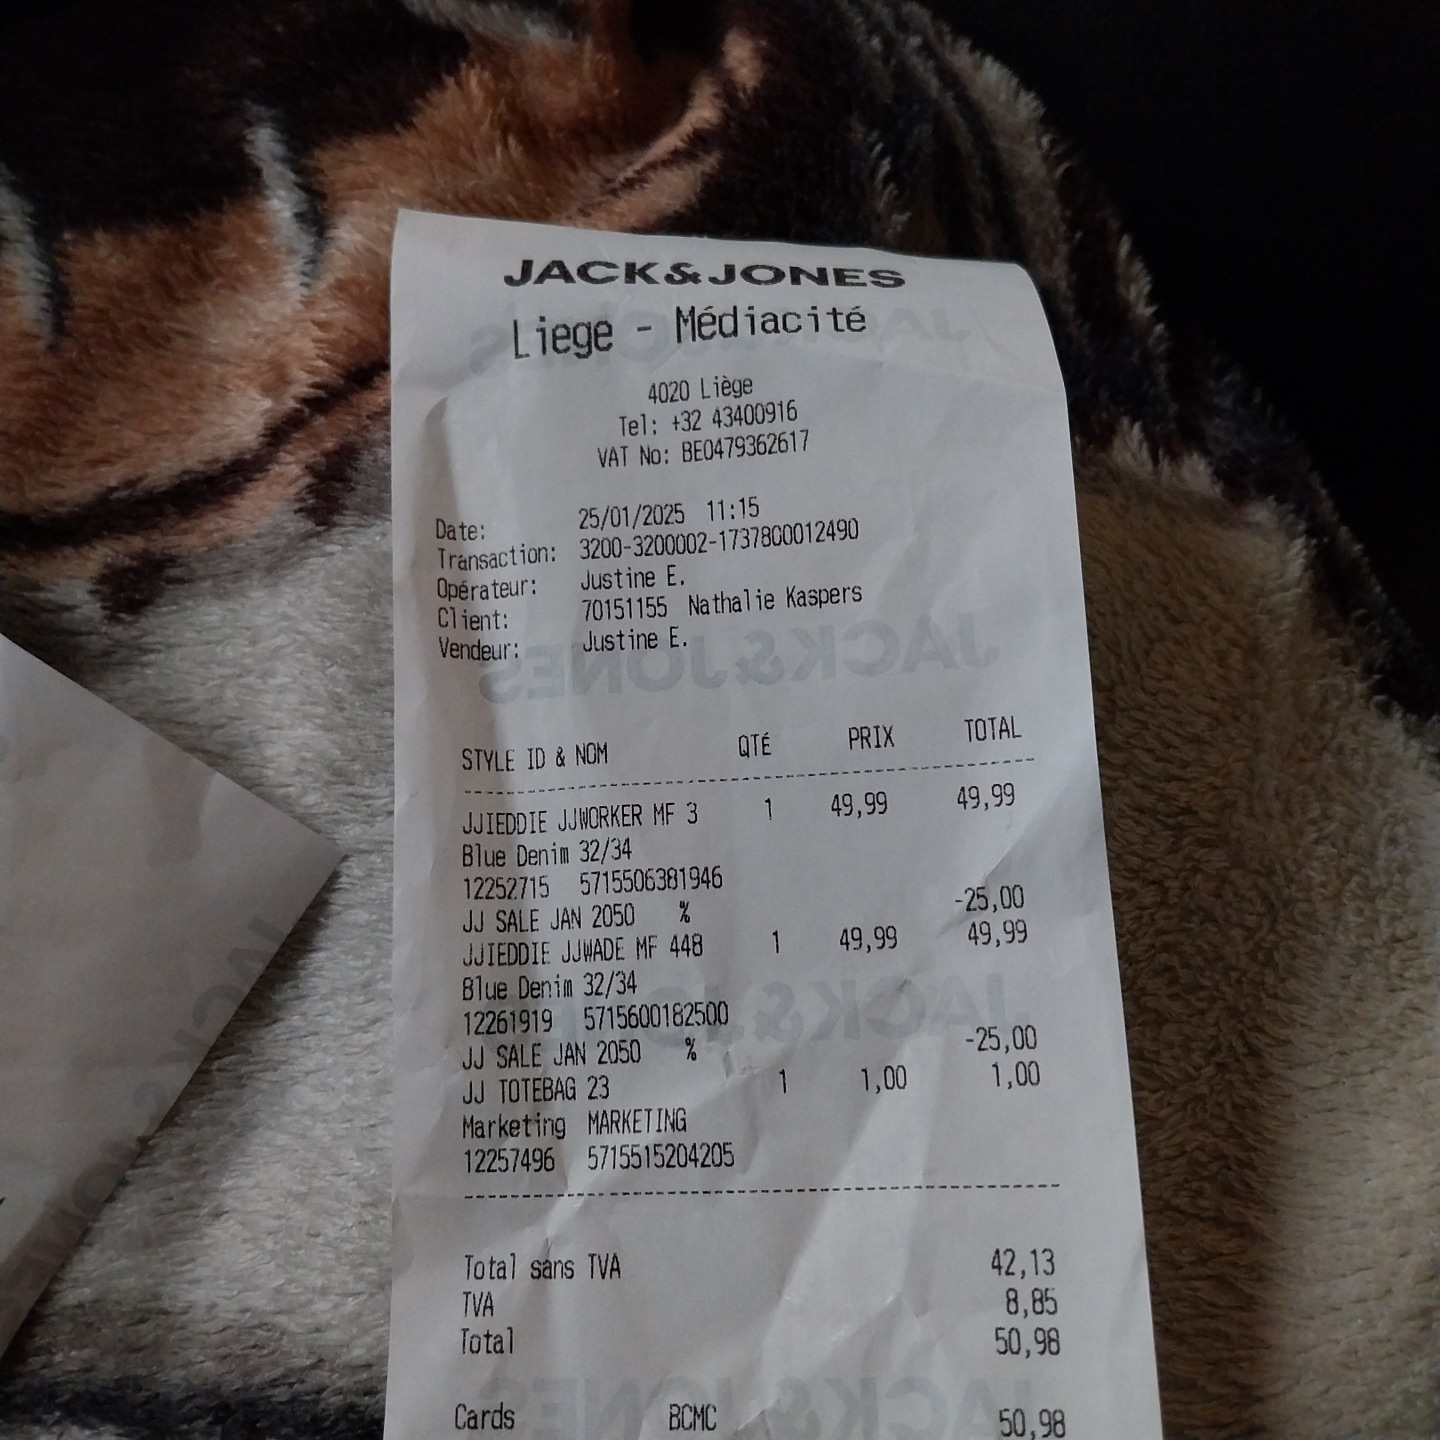 JACK&JONES
Liege - Médiacité
4020 Liège
Tel: +32 43400916
VAT No: BE0479362617
Date: 25/01/2025 11:15
Transaction: 3200-3200002-1737800012490
Opérateur: Justine E.
Client: 70151155 Nathalie Kaspers
Vendeur: Justine E.
STYLE ID & NOM QTÉ PRIX TOTAL
JJIEDDIE JJWORKER MF 3 1 49,99 49,99
Blue Denim 32/34
12252715 5715506381946
JJ SALE JAN 2050 % -25,00
JJIEDDIE JJWADE MF 448 1 49,99 49,99
Blue Denim 32/34
12261919 5715600182500
JJ SALE JAN 2050 % -25,00
JJ TOTEBAG 23 1 1,00 1,00
Marketing MARKETING
12257496 5715515204205
Total sans TVA 42,13
TVA 8,85
Total 50,98
Cards BCMC 50,98